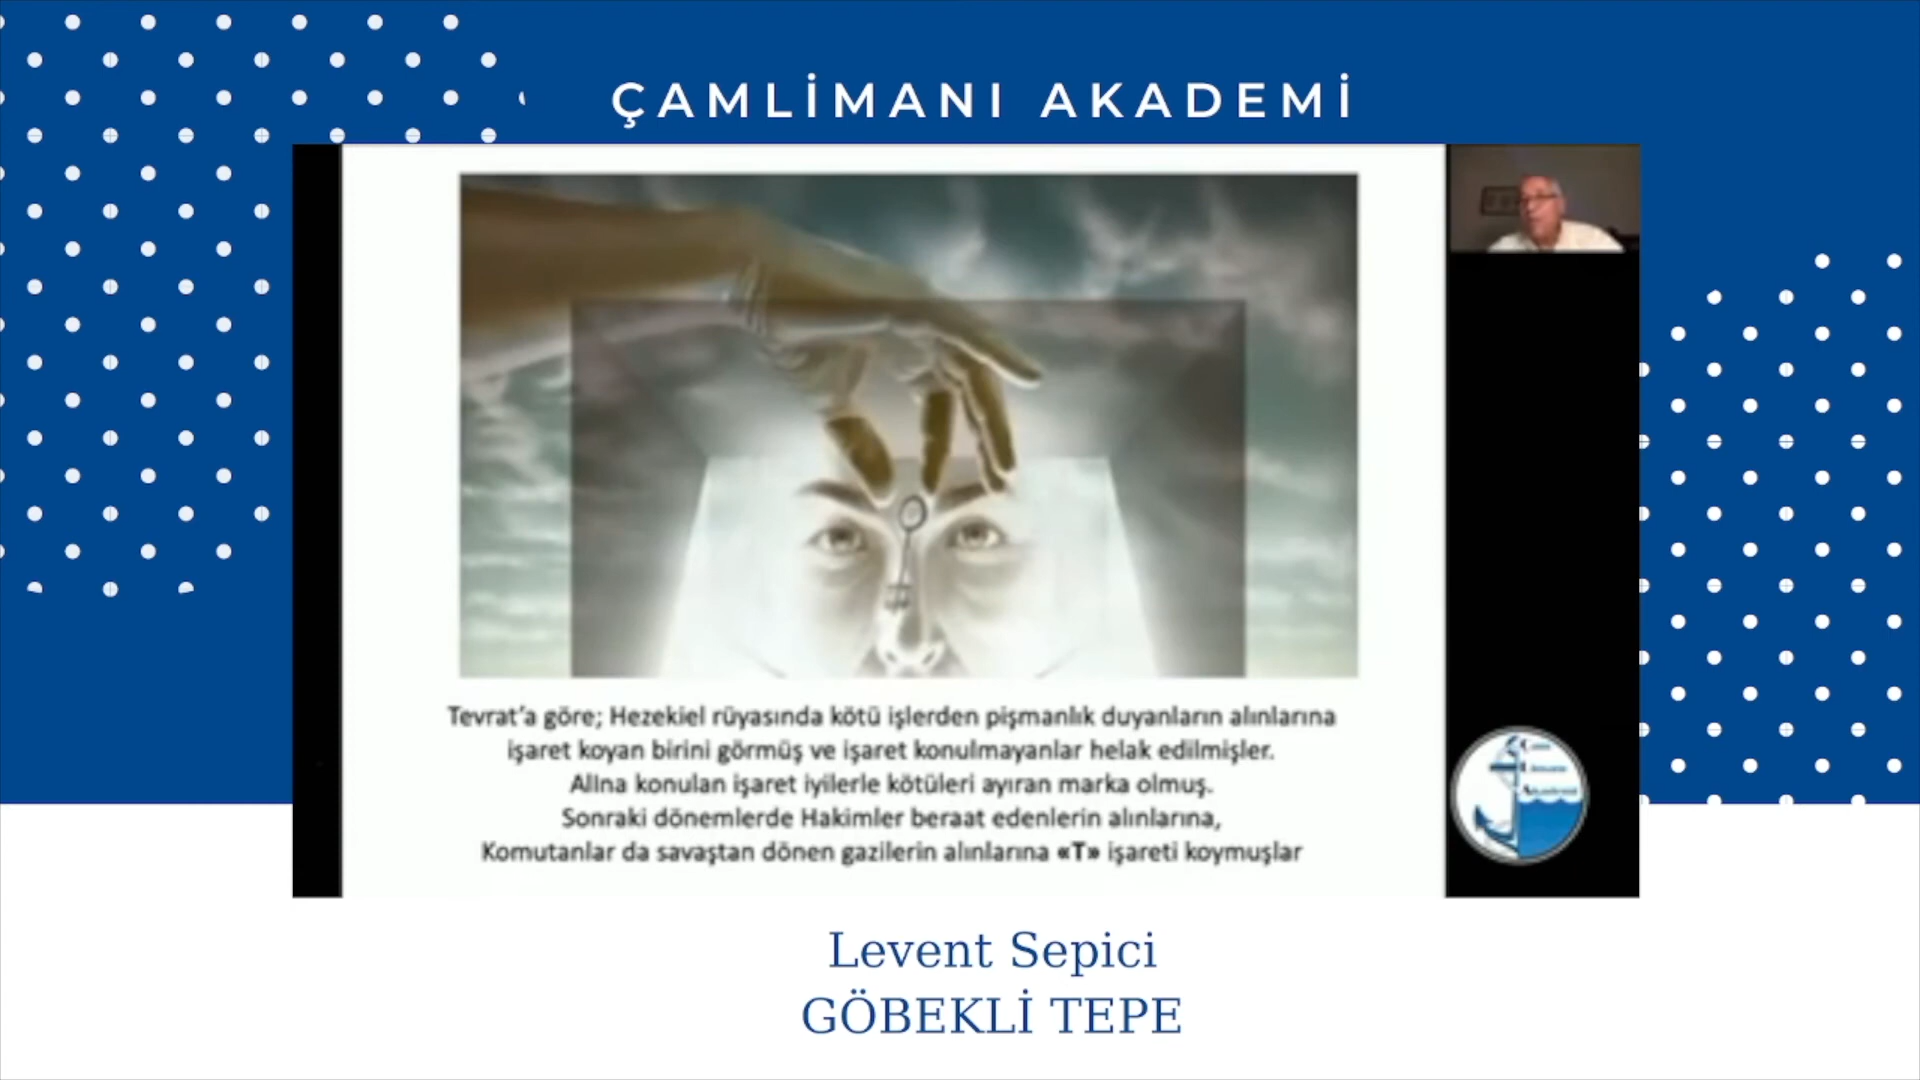 ÇAMLİMANI AKADEMİ
Tevrat'a göre; Hezekiel rüyasında kötü işlerden pişmanlık duyanların alınlarına
işaret koyan birini görmüş ve işaret konulmayanlar helak edilmişler.
Allna konulan işaret iyilerle kötüleri ayıran marka olmuş.
Sonraki dönemlerde Hakimler beraat edenlerin alınlarına,
Komutanlar da savaştan dönen gazilerin alınlarına «T» işareti koymuşlar
Levent Sepici
GÖBEKLİ TEPE